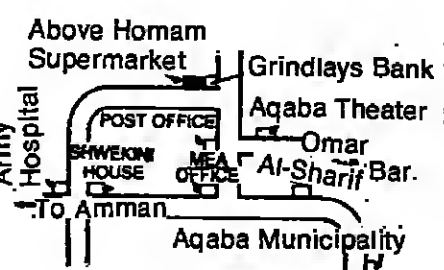 Above Homam
Supermarket
Grindlays Bank
Aqaba Theater
POST OFFICE
Omar
Al-Sharif Bar.
Army
Hospital
SHWEKINI
HOUSE
MEA
OFFICE
To Amman
Aqaba Municipality